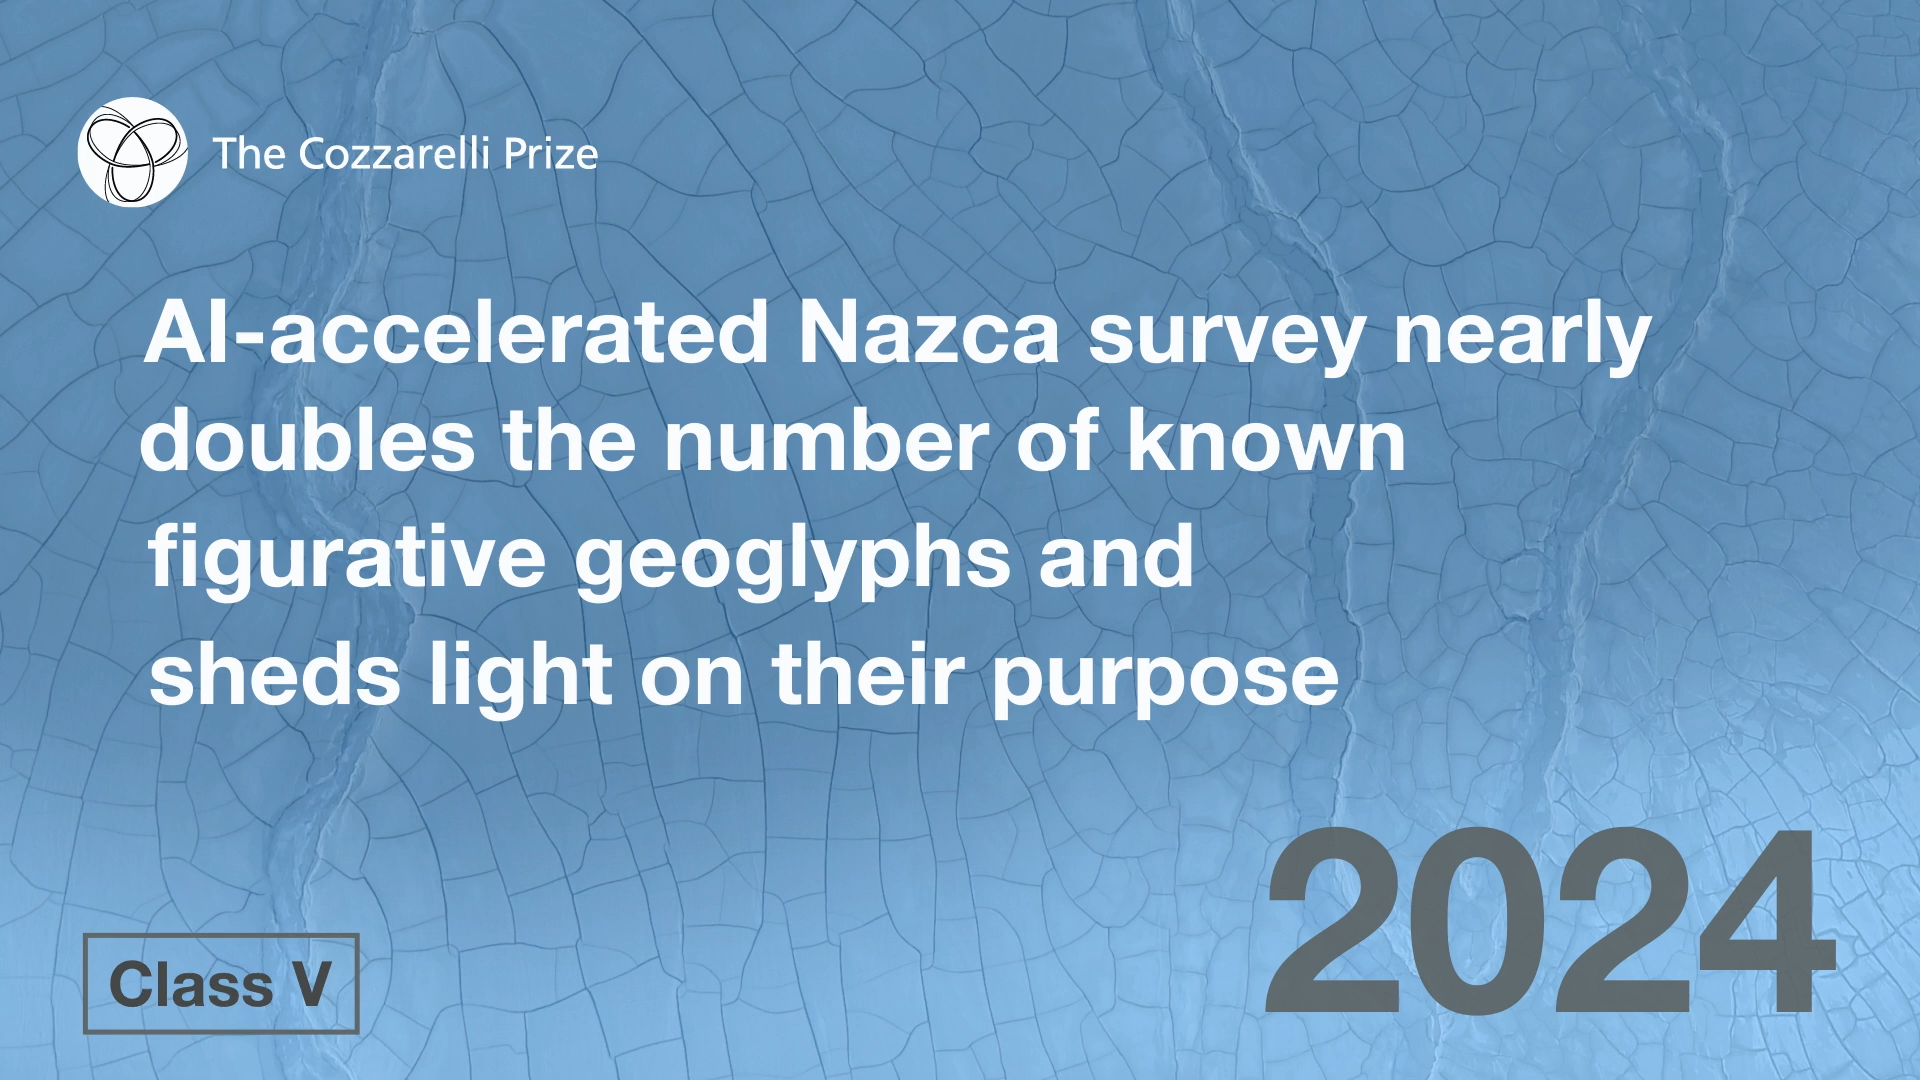 The Cozzarelli Prize
AI-accelerated Nazca survey nearly
doubles the number of known
figurative geoglyphs and
sheds light on their purpose
2024
Class V